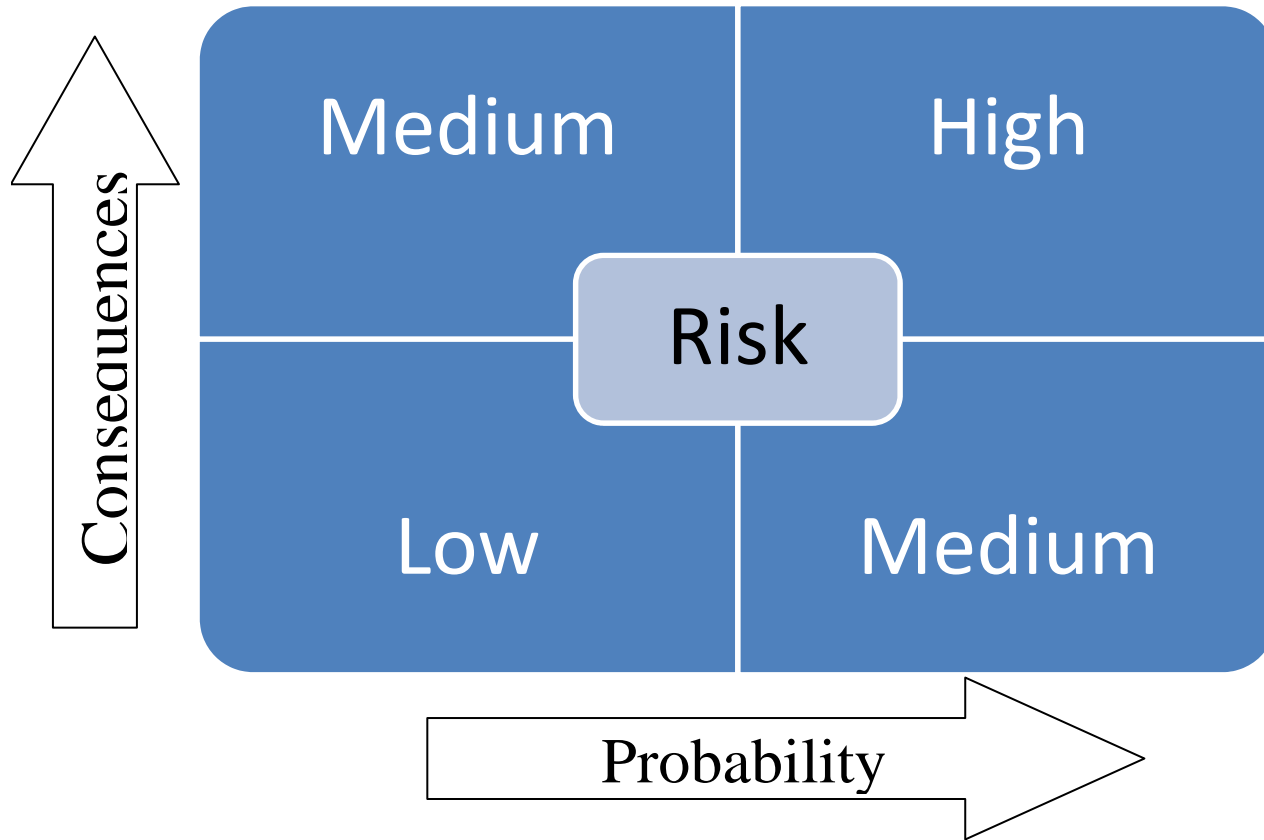 Consequences
Medium
High
Risk
Low
Medium
Probability